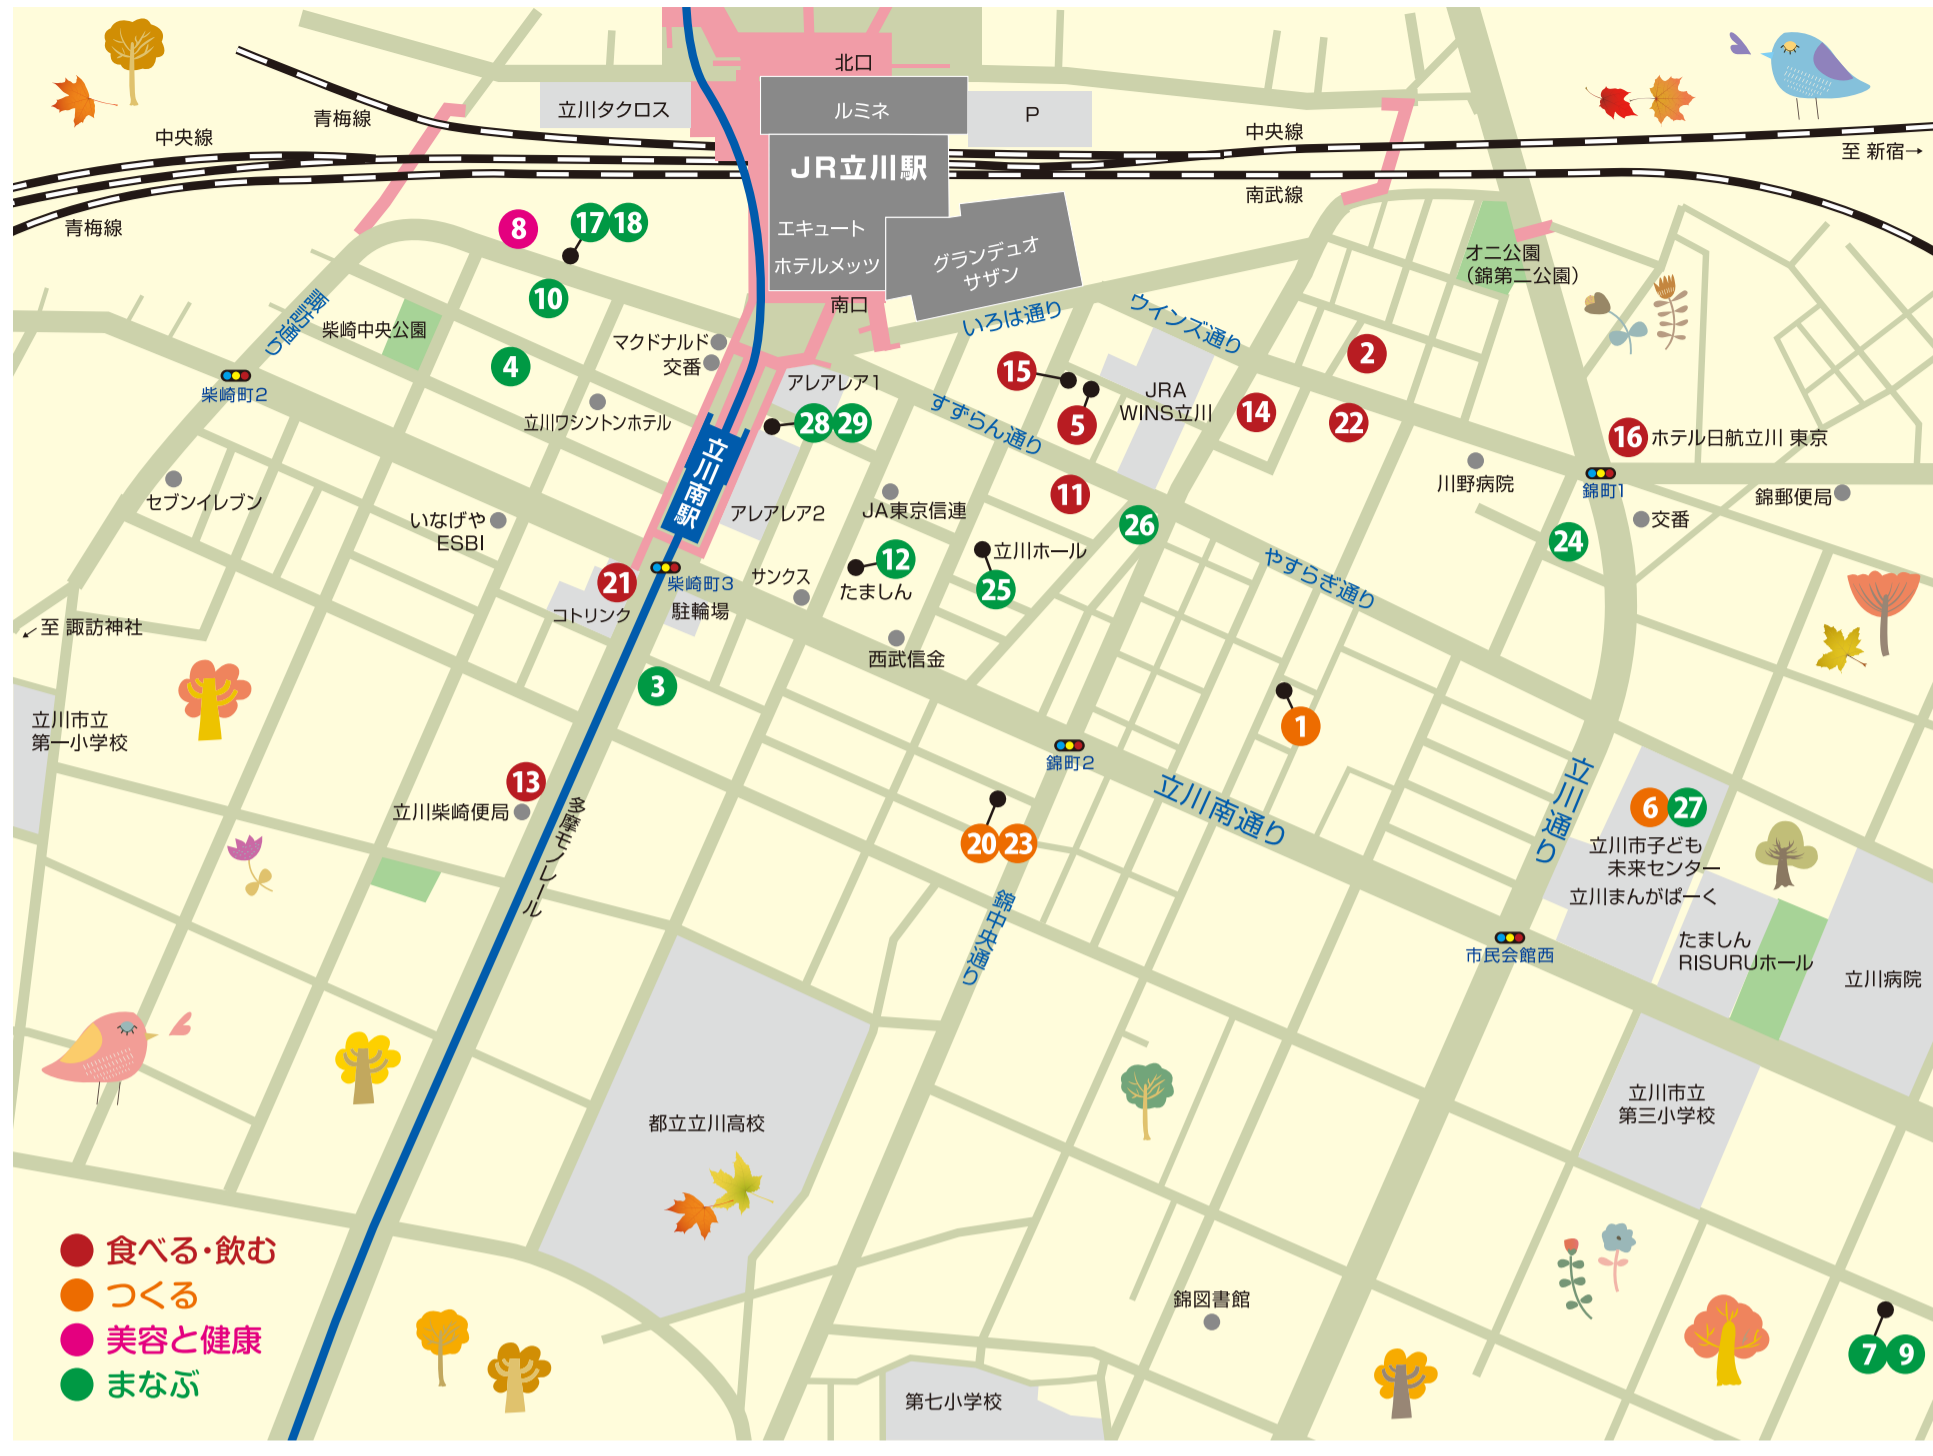 北口
立川タクロス
ルミネ
P
青梅線
中央線
中央線
至 新宿→
JR立川駅
南武線
青梅線
エキュート
ホテルメッツ
グランデュオ
サザン
オニ公園
(錦第二公園)
8
17
18
10
南口
諏訪通り
柴崎中央公園
いろは通り
ウインズ通り
マクドナルド
交番
4
2
15
アレアレア1
JRA
WINS立川
柴崎町2
すずらん通り
5
14
22
立川ワシントンホテル
28
29
16
ホテル日航立川 東京
立川南駅
川野病院
錦町1
錦郵便局
セブンイレブン
11
アレアレア2
JA東京信連
いなげや
ESBI
26
交番
24
立川ホール
12
たましん
サンクス
やすらぎ通り
21
柴崎町3
25
コトリンク
駐輪場
←至 諏訪神社
西武信金
3
1
立川市立
第一小学校
錦町2
立川南通り
立川通り
13
立川柴崎便局
多摩モノレール
20
23
6
27
立川市子ども
未来センター
立川まんがぱーく
錦中央通り
たましん
RISURUホール
市民会館西
立川病院
都立立川高校
立川市立
第三小学校
食べる・飲む
つくる
美容と健康
まなぶ
錦図書館
7
9
第七小学校